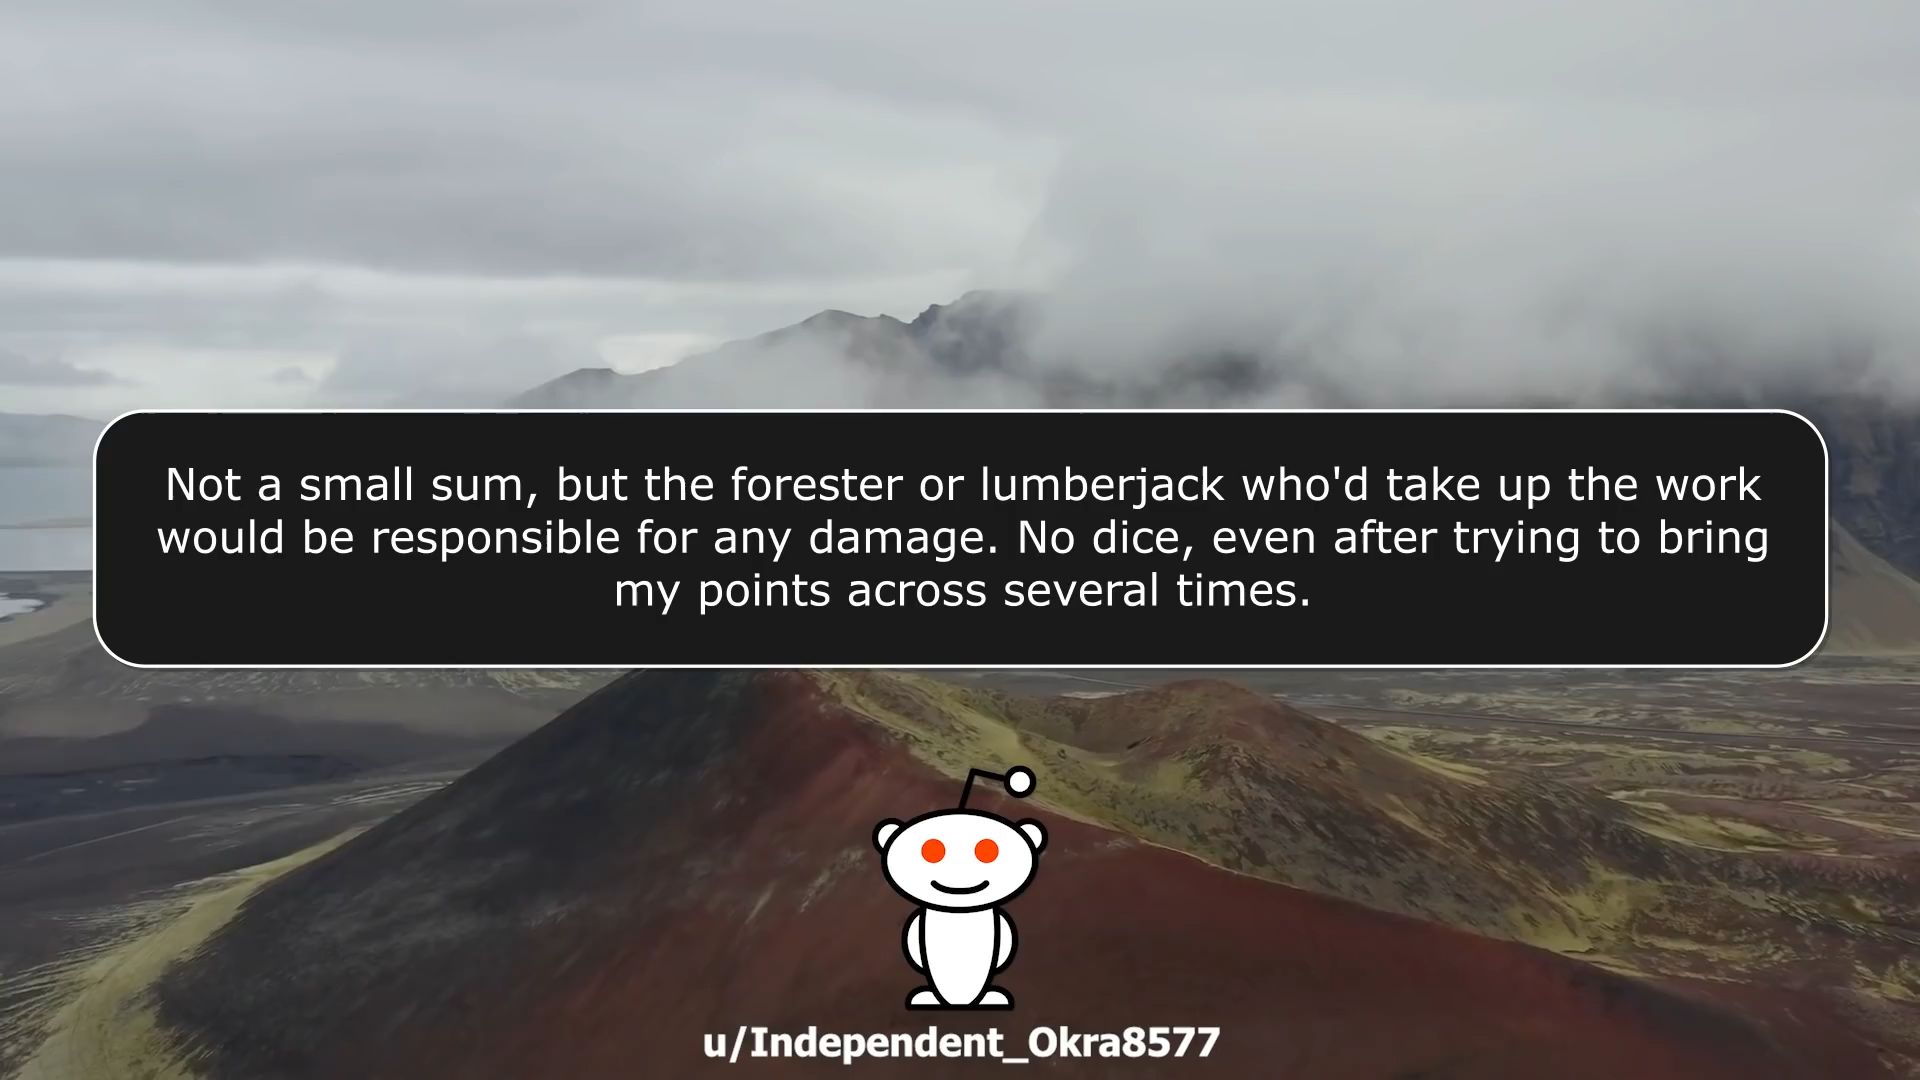 Not a small sum, but the forester or lumberjack who'd take up the work
would be responsible for any damage. No dice, even after trying to bring
my points across several times.
u/Independent_Okra8577